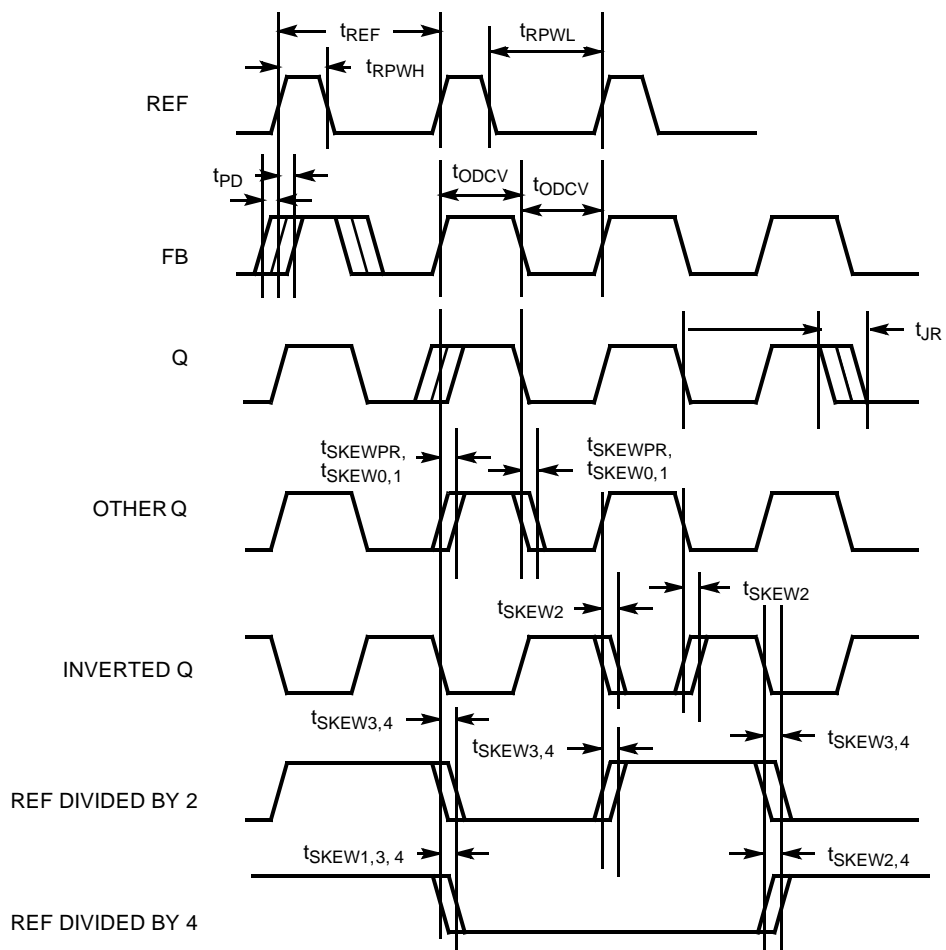 tREF
tRPWL
tRPWH
REF
tPD
tODCV
tODCV
FB
tJR
Q
tSKEWPR,
tSKEW0,1
tSKEWPR,
tSKEW0,1
OTHER Q
tSKEW2
tSKEW2
INVERTED Q
tSKEW3,4
tSKEW3,4
tSKEW3,4
REF DIVIDED BY 2
tSKEW1,3, 4
tSKEW2,4
REF DIVIDED BY 4